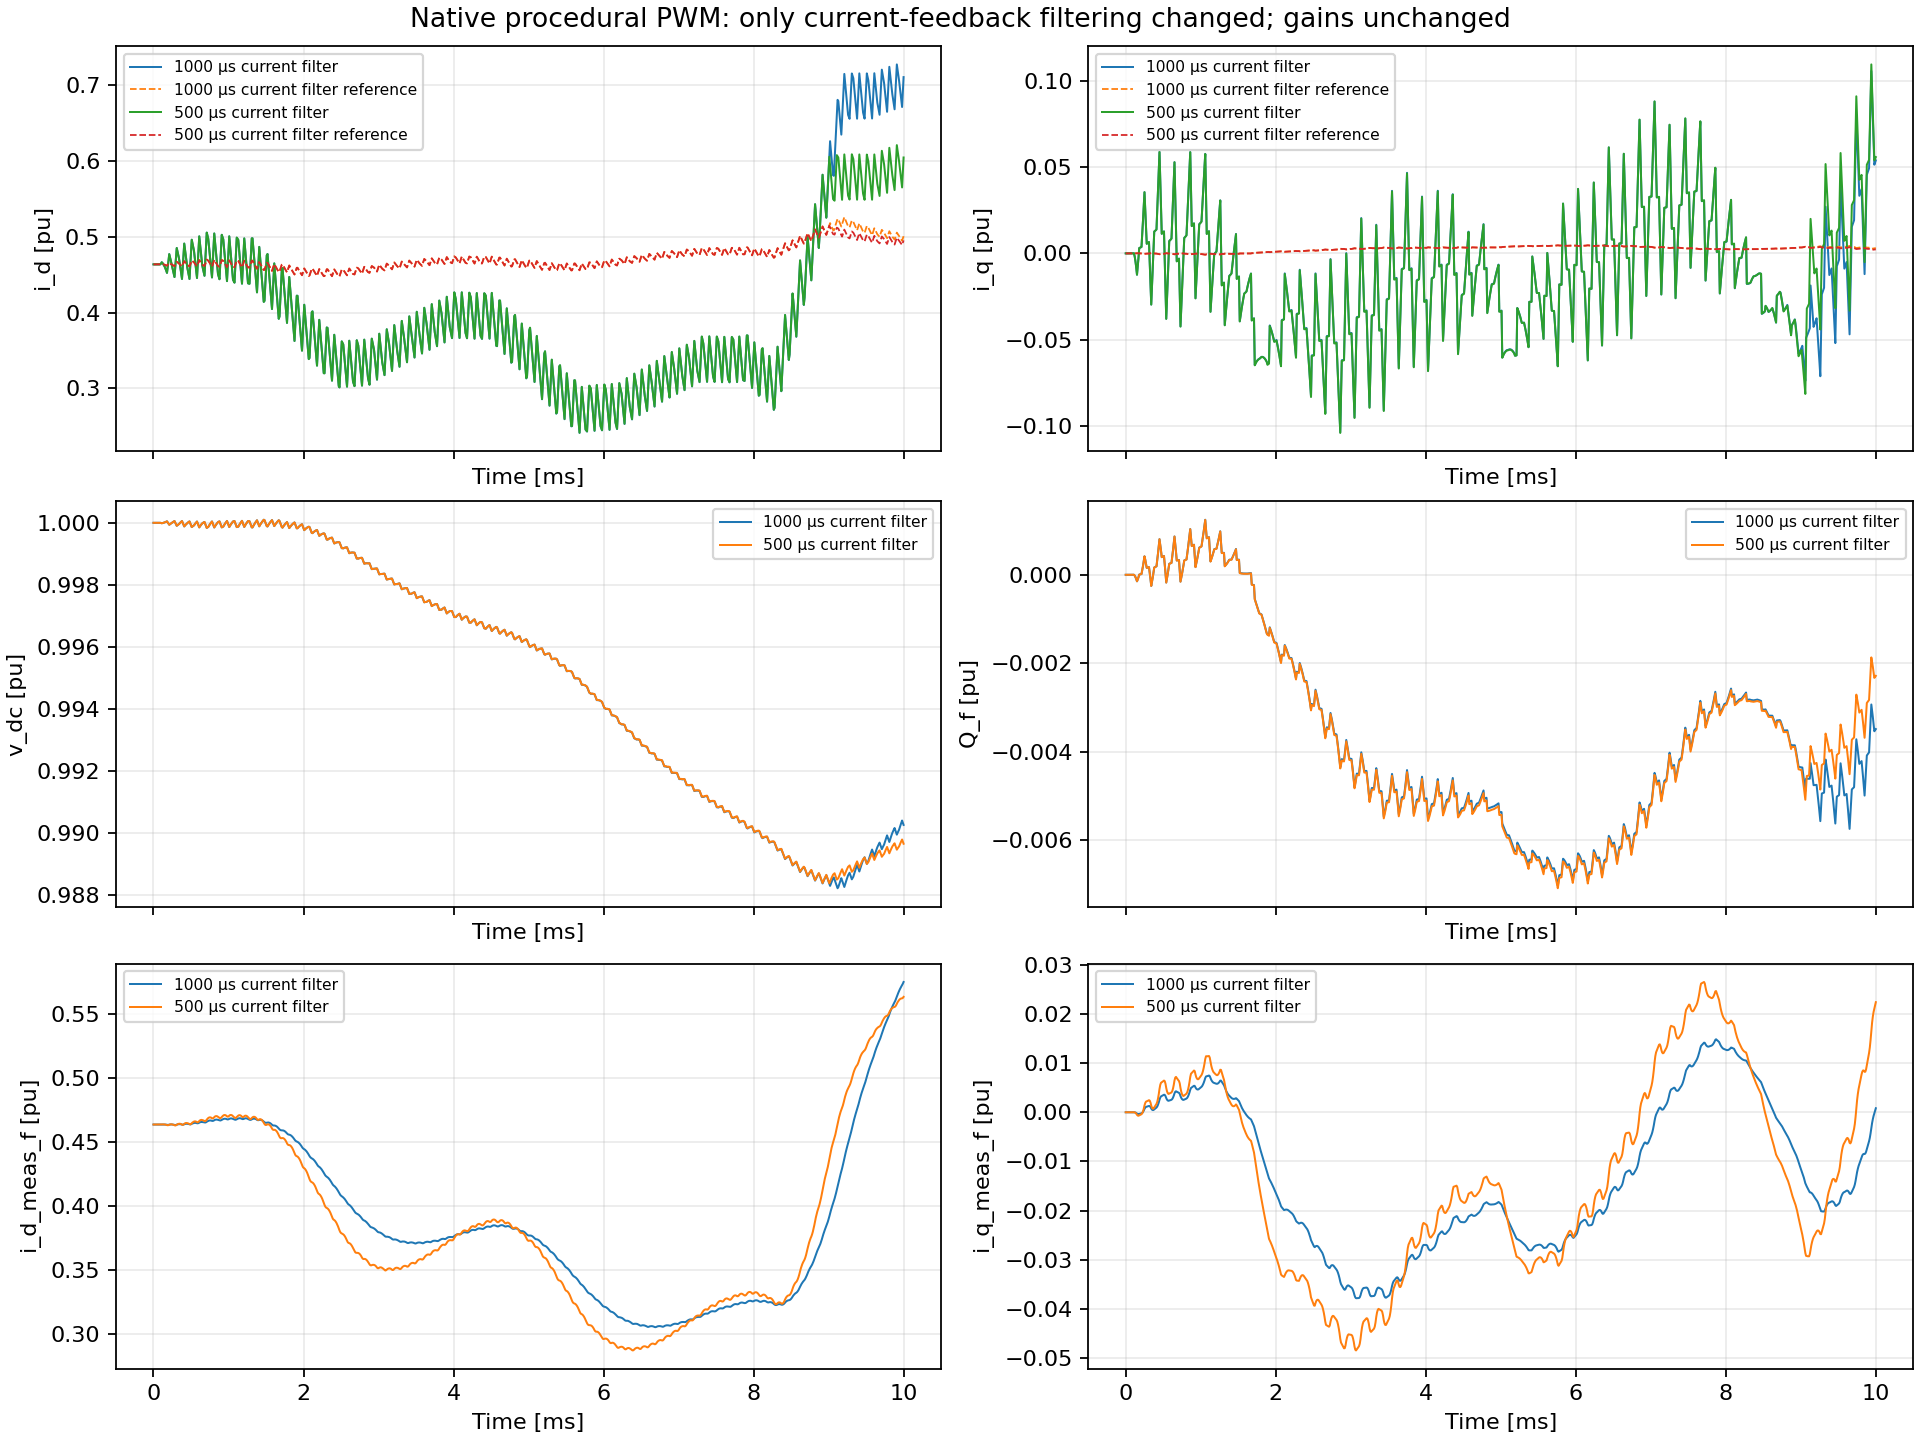 Native procedural PWM: only current-feedback filtering changed; gains unchanged
1000 µs current filter
1000 µs current filter reference
500 µs current filter
500 µs current filter reference
0.7
0.6
0.5
0.4
0.3
i_d [pu]
Time [ms]
1000 µs current filter
1000 µs current filter reference
500 µs current filter
500 µs current filter reference
0.10
0.05
0.00
−0.05
−0.10
i_q [pu]
Time [ms]
1000 µs current filter
500 µs current filter
1.000
0.998
0.996
0.994
0.992
0.990
0.988
v_dc [pu]
Time [ms]
1000 µs current filter
500 µs current filter
0.000
−0.002
−0.004
−0.006
Q_f [pu]
Time [ms]
1000 µs current filter
500 µs current filter
0.55
0.50
0.45
0.40
0.35
0.30
i_d_meas_f [pu]
0 2 4 6 8 10
Time [ms]
1000 µs current filter
500 µs current filter
0.03
0.02
0.01
0.00
−0.01
−0.02
−0.03
−0.04
−0.05
i_q_meas_f [pu]
0 2 4 6 8 10
Time [ms]